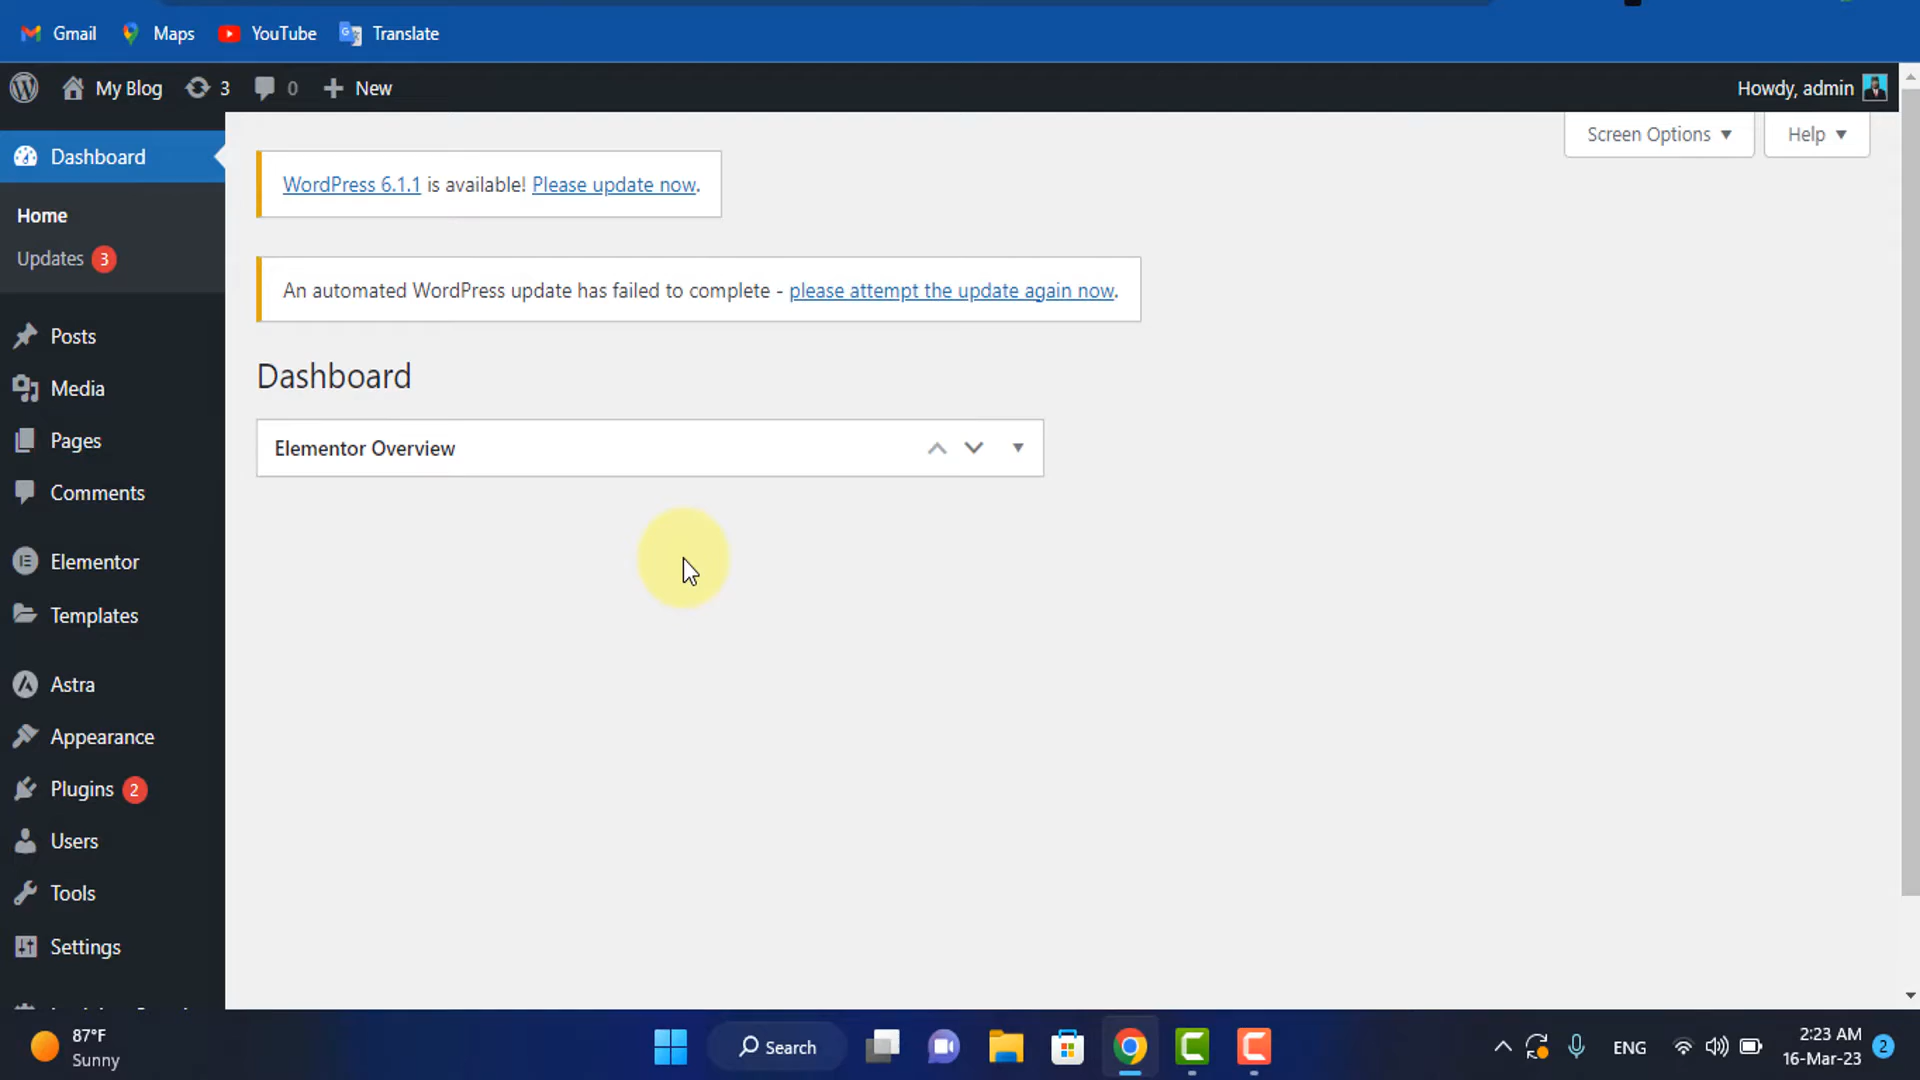 Gmail Maps YouTube Translate
My Blog 3 0 New Howdy, admin
Screen Options Help
Dashboard
Home
Updates 3
Posts
Media
Pages
Comments
Elementor
Templates
Astra
Appearance
Plugins 2
Users
Tools
Settings
WordPress 6.1.1 is available! Please update now.
An automated WordPress update has failed to complete - please attempt the update again now.
Dashboard
Elementor Overview
87°F
Sunny
Search
ENG
2:23 AM
16-Mar-23
2